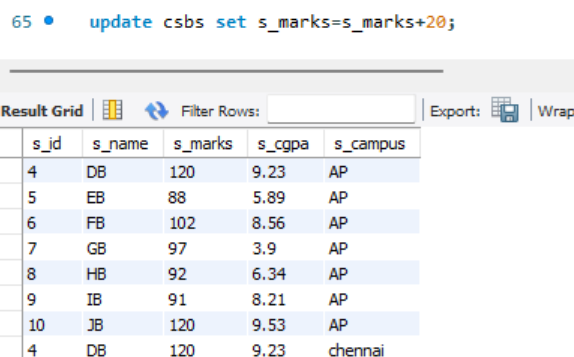 65 update csbs set s_marks=s_marks+20;
Result Grid Filter Rows: Export: Wrap
s_id s_name s_marks s_cgpa s_campus
4 DB 120 9.23 AP
5 EB 88 5.89 AP
6 FB 102 8.56 AP
7 GB 97 3.9 AP
8 HB 92 6.34 AP
9 IB 91 8.21 AP
10 JB 120 9.53 AP
4 DB 120 9.23 chennai